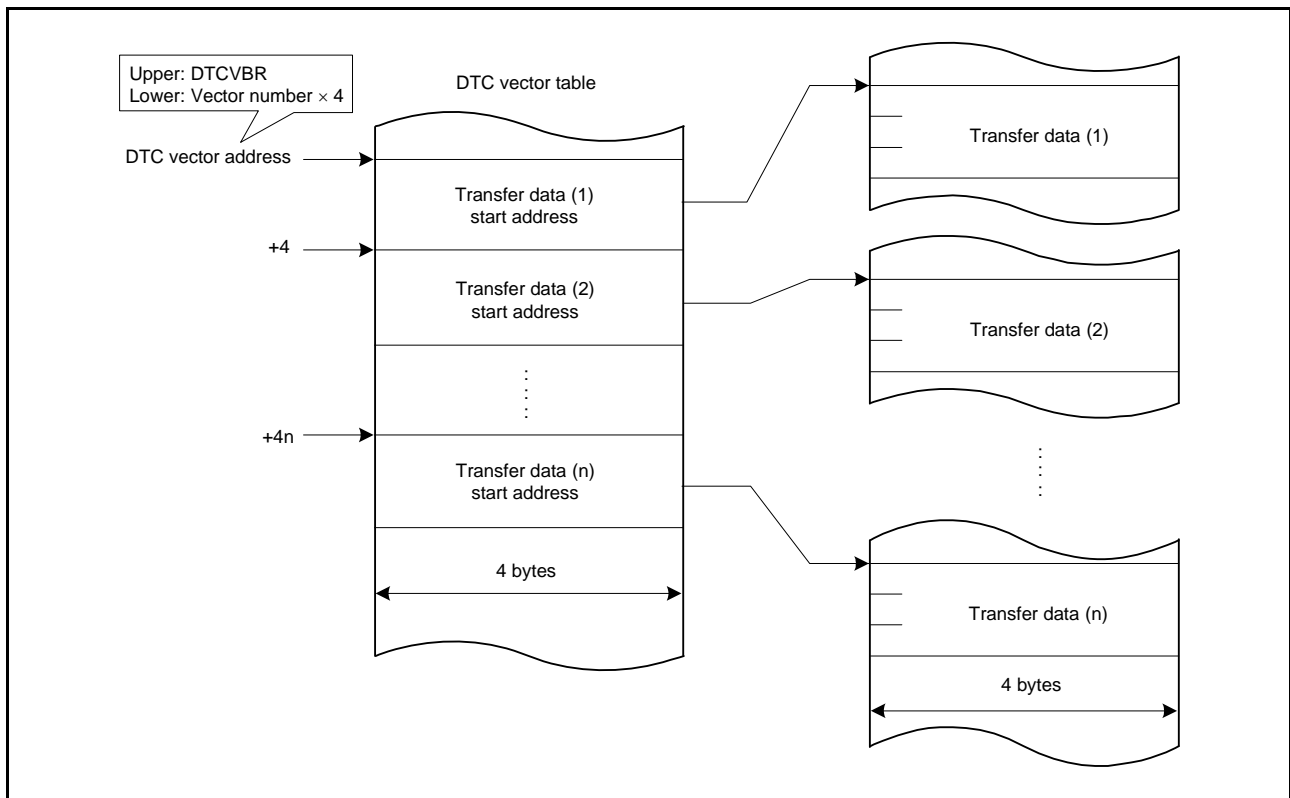 Upper: DTCVBR
Lower: Vector number × 4
DTC vector table
DTC vector address
Transfer data (1)
start address
+4
Transfer data (2)
start address
+4n
Transfer data (n)
start address
4 bytes
Transfer data (1)
Transfer data (2)
Transfer data (n)
4 bytes